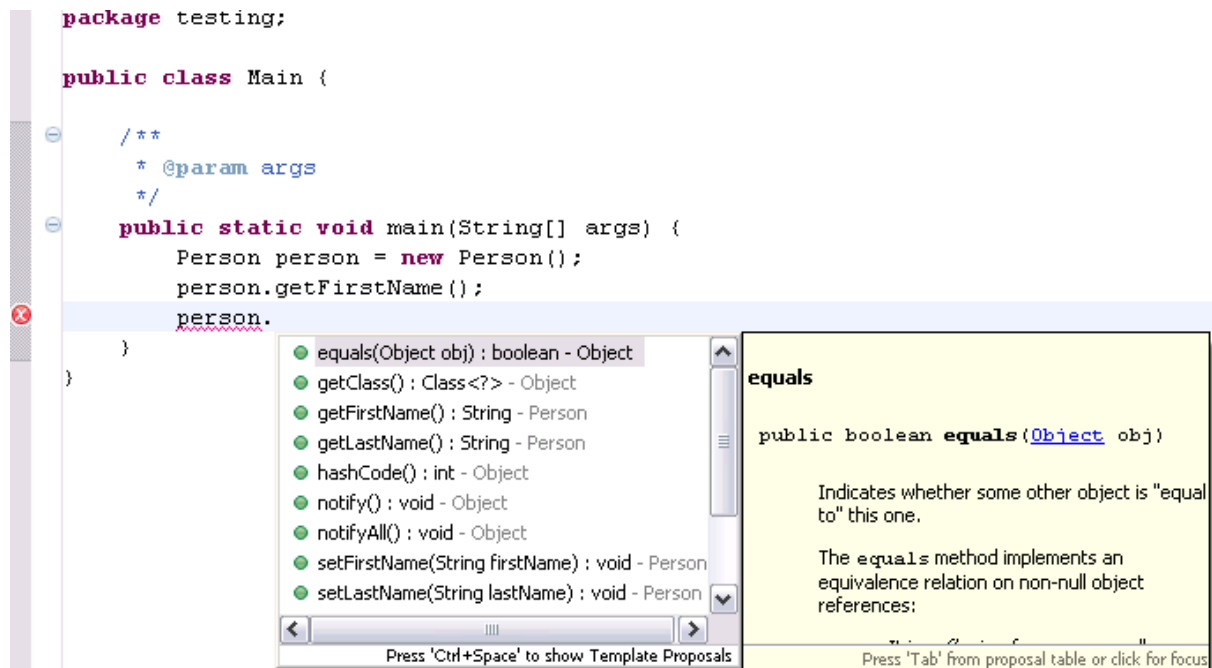 package testing;
public class Main {
/**
* @param args
*/
public static void main(String[] args) {
Person person = new Person();
person.getFirstName();
person.
}
}
equals(Object obj) : boolean - Object
getClass() : Class<?> - Object
getFirstName() : String - Person
getLastName() : String - Person
hashCode() : int - Object
notify() : void - Object
notifyAll() : void - Object
setFirstName(String firstName) : void - Person
setLastName(String lastName) : void - Person
Press 'Ctrl+Space' to show Template Proposals
equals
public boolean equals(Object obj)
Indicates whether some other object is "equal
to" this one.
The equals method implements an
equivalence relation on non-null object
references:
Press 'Tab' from proposal table or click for focus